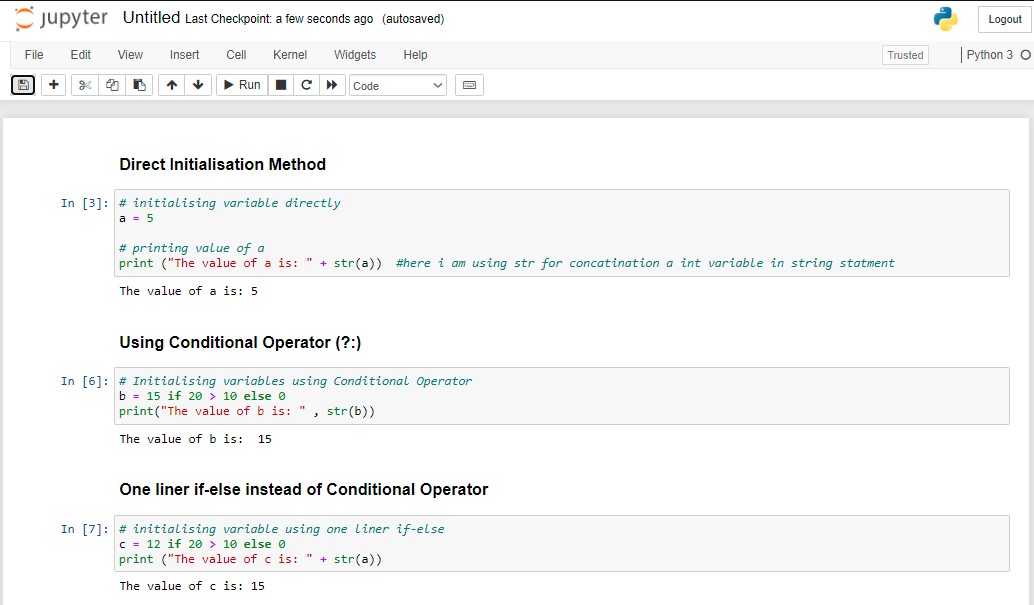 jupyter Untitled Last Checkpoint: a few seconds ago (autosaved) Logout
File Edit View Insert Cell Kernel Widgets Help Trusted Python 3
Run Code
Direct Initialisation Method
In [3]: # initialising variable directly
a = 5
# printing value of a
print ("The value of a is: " + str(a)) #here i am using str for concatination a int variable in string statment
The value of a is: 5
Using Conditional Operator (?:)
In [6]: # Initialising variables using Conditional Operator
b = 15 if 20 > 10 else 0
print("The value of b is: " , str(b))
The value of b is:  15
One liner if-else instead of Conditional Operator
In [7]: # initialising variable using one liner if-else
c = 12 if 20 > 10 else 0
print ("The value of c is: " + str(a))
The value of c is: 15